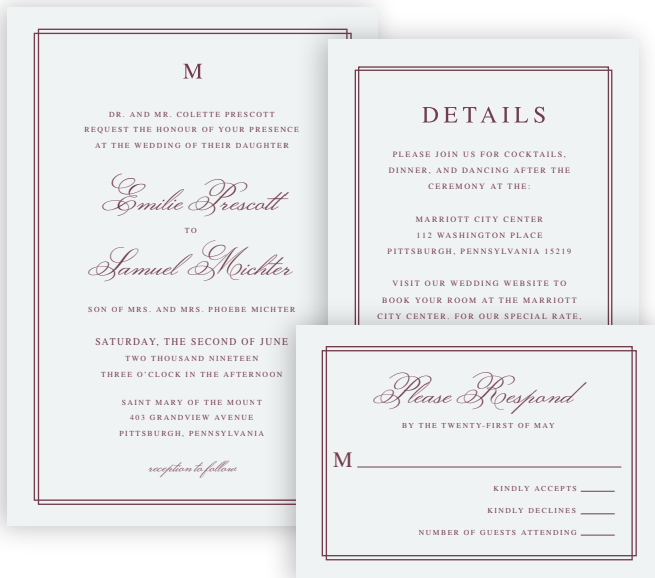 M
DR. AND MR. COLETTE PRESCOTT
REQUEST THE HONOUR OF YOUR PRESENCE
AT THE WEDDING OF THEIR DAUGHTER
Emilie Prescott
TO
Samuel Michter
SON OF MRS. AND MRS. PHOEBE MICHTER
SATURDAY, THE SECOND OF JUNE
TWO THOUSAND NINETEEN
THREE O'CLOCK IN THE AFTERNOON
SAINT MARY OF THE MOUNT
403 GRANDVIEW AVENUE
PITTSBURGH, PENNSYLVANIA
reception to follow
DETAILS
PLEASE JOIN US FOR COCKTAILS,
DINNER, AND DANCING AFTER THE
CEREMONY AT THE:
MARRIOTT CITY CENTER
112 WASHINGTON PLACE
PITTSBURGH, PENNSYLVANIA 15219
VISIT OUR WEDDING WEBSITE TO
BOOK YOUR ROOM AT THE MARRIOTT
CITY CENTER. FOR OUR SPECIAL RATE,
Please Respond
BY THE TWENTY-FIRST OF MAY
M
KINDLY ACCEPTS
KINDLY DECLINES
NUMBER OF GUESTS ATTENDING